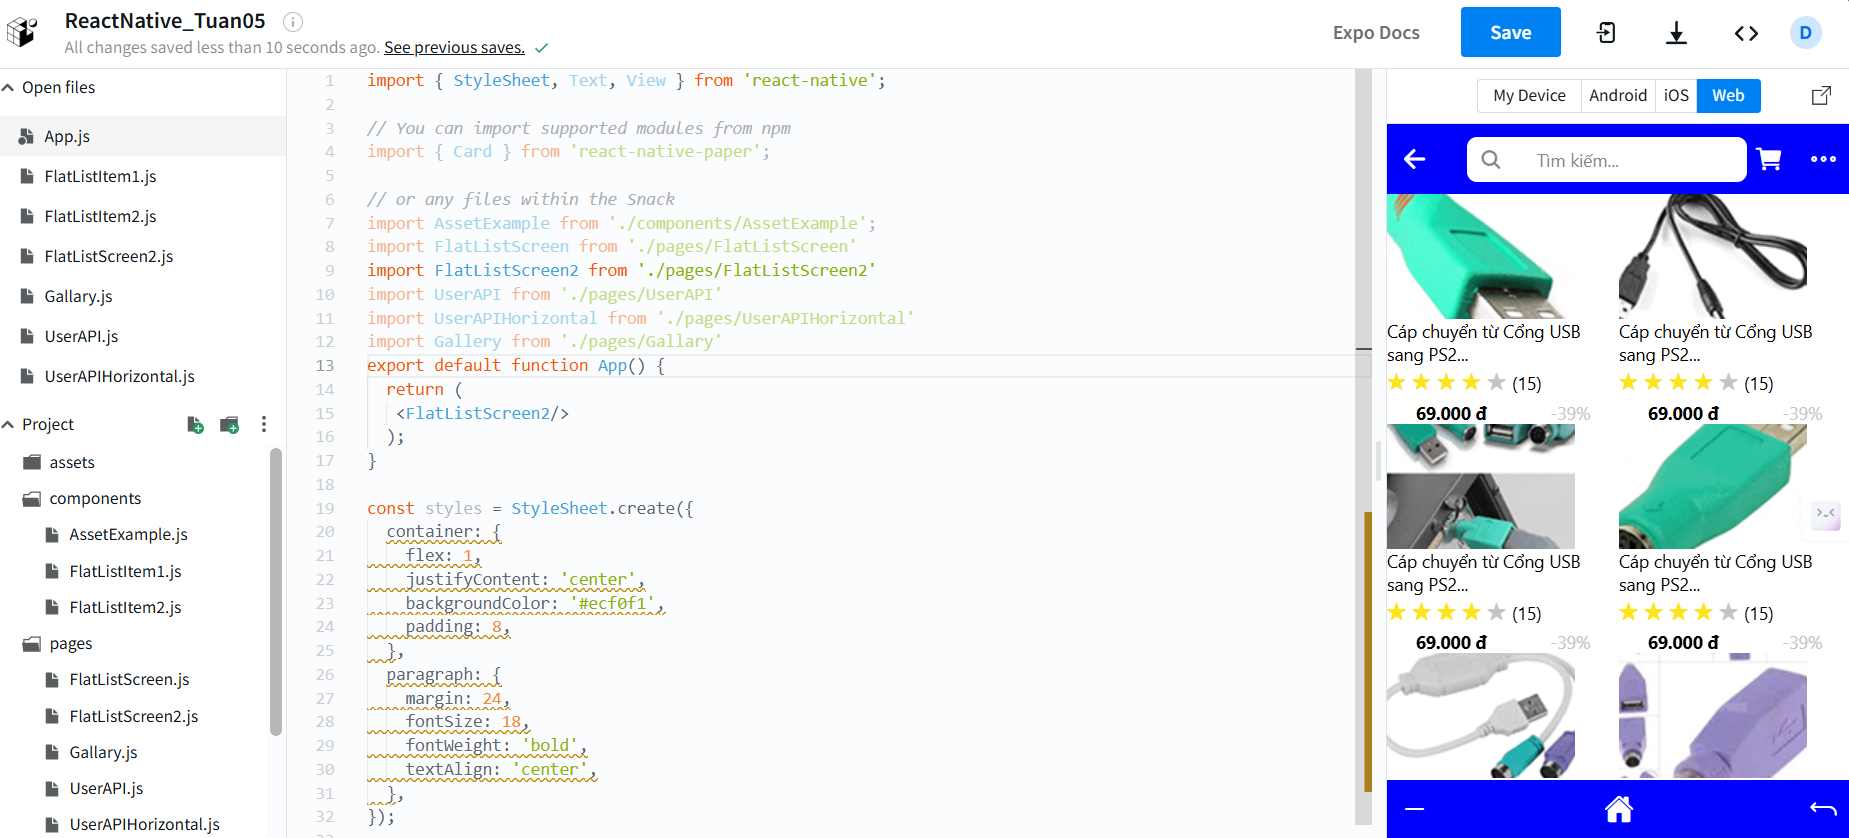 ReactNative_Tuan05
All changes saved less than 10 seconds ago. See previous saves.
Expo Docs
Save
D
Open files
App.js
FlatListItem1.js
FlatListItem2.js
FlatListScreen2.js
Gallary.js
UserAPI.js
UserAPIHorizontal.js
Project
assets
components
AssetExample.js
FlatListItem1.js
FlatListItem2.js
pages
FlatListScreen.js
FlatListScreen2.js
Gallary.js
UserAPI.js
UserAPIHorizontal.js
1 import { StyleSheet, Text, View } from 'react-native';
2
3 // You can import supported modules from npm
4 import { Card } from 'react-native-paper';
5
6 // or any files within the Snack
7 import AssetExample from './components/AssetExample';
8 import FlatListScreen from './pages/FlatListScreen'
9 import FlatListScreen2 from './pages/FlatListScreen2'
10 import UserAPI from './pages/UserAPI'
11 import UserAPIHorizontal from './pages/UserAPIHorizontal'
12 import Gallery from './pages/Gallary'
13 export default function App() {
14 return (
15 <FlatListScreen2/>
16 );
17 }
18
19 const styles = StyleSheet.create({
20 container: {
21 flex: 1,
22 justifyContent: 'center',
23 backgroundColor: '#ecf0f1',
24 padding: 8,
25 },
26 paragraph: {
27 margin: 24,
28 fontSize: 18,
29 fontWeight: 'bold',
30 textAlign: 'center',
31 },
32 });
My Device Android iOS Web
Tìm kiếm...
Cáp chuyển từ Cổng USB
sang PS2...
(15)
69.000 đ -39%
Cáp chuyển từ Cổng USB
sang PS2...
(15)
69.000 đ -39%
Cáp chuyển từ Cổng USB
sang PS2...
(15)
69.000 đ -39%
Cáp chuyển từ Cổng USB
sang PS2...
(15)
69.000 đ -39%